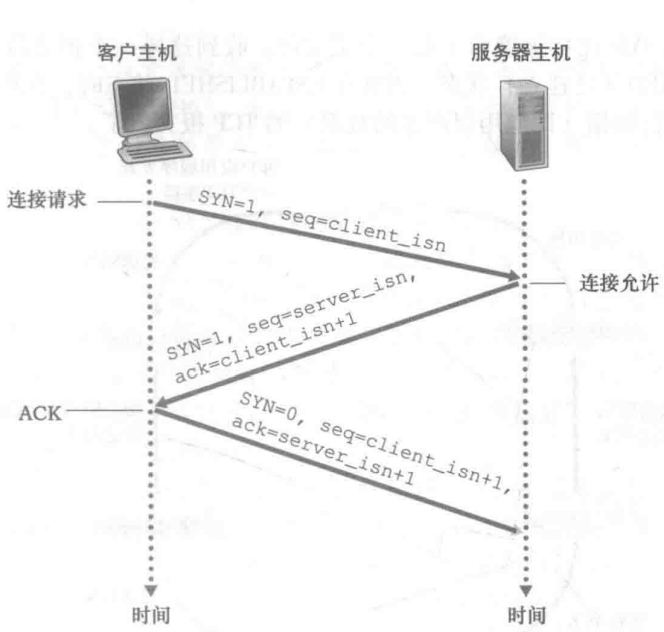 客户主机
服务器主机
连接请求
SYN=1, seq=client_isn
连接允许
SYN=1, seq=server_isn,
ack=client_isn+1
ACK
SYN=0, seq=client_isn+1,
ack=server_isn+1
时间
时间